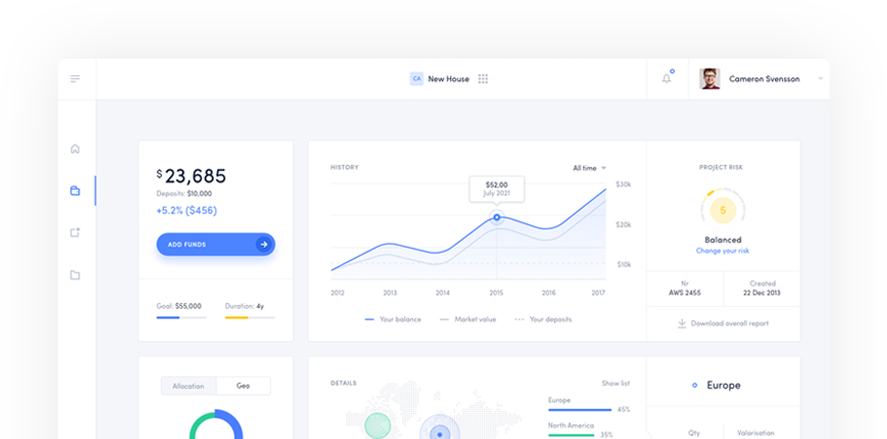 CA New House
Cameron Svensson
$23,685
Deposits: $10,000
+5.2% ($456)
ADD FUNDS
Goal: $55,000
Duration: 4y
HISTORY
All time
$52,00
July 2021
$30k
$20k
$10k
2012 2013 2014 2015 2016 2017
Your balance Market value Your deposits
PROJECT RISK
5
Balanced
Change your risk
Nr
AWS 2455
Created
22 Dec 2013
Download overall report
Allocation Geo
DETAILS
Show list
Europe
45%
North America
35%
Europe
Qty Valorisation